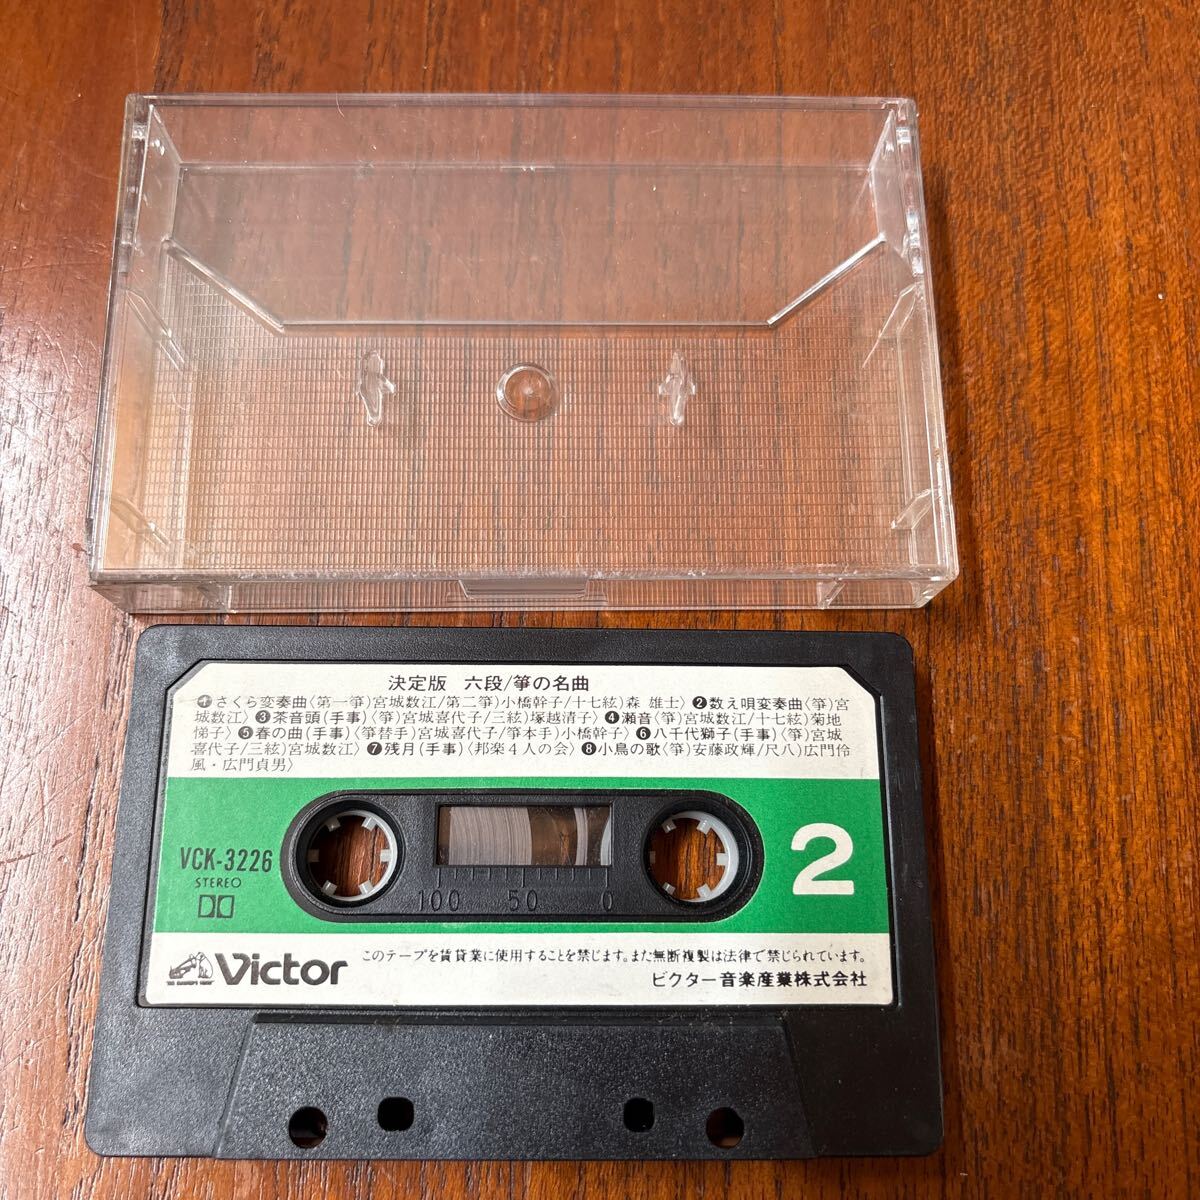 決定版 六段/箏の名曲
❶さくら変奏曲〈第一箏)宮城数江/第二箏)小橋幹子/十七絃)森 雄士〉❷数え唄変奏曲〈箏)宮
城数江〉❸茶音頭(手事)〈箏)宮城喜代子/三絃)塚越清子〉❹瀬音〈箏)宮城数江/十七絃)菊地
悌子〉❺春の曲(手事)〈箏替手)宮城喜代子/箏本手)小橋幹子〉❻八千代獅子(手事)〈箏)宮城
喜代子/三絃)宮城数江〉❼残月(手事)〈邦楽4人の会〉❽小鳥の歌〈箏)安藤政輝/尺八)広門伶
風・広門貞男〉
VCK-3226
STEREO
2
100 50 0
Victor
このテープを賃貸業に使用することを禁じます。また無断複製は法律で禁じられています。
ビクター音楽産業株式会社